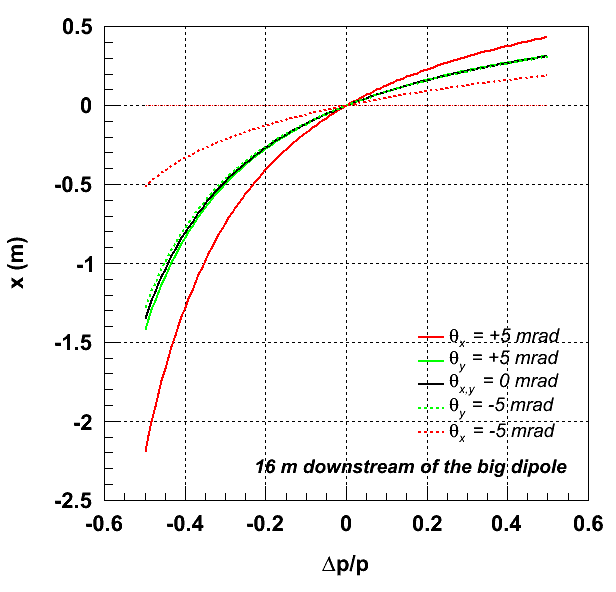 0.5
0
-0.5
-1
-1.5
-2
-2.5
x (m)
θx = +5 mrad
θy = +5 mrad
θx,y = 0 mrad
θy = -5 mrad
θx = -5 mrad
16 m downstream of the big dipole
-0.6 -0.4 -0.2 0 0.2 0.4 0.6
Δp/p